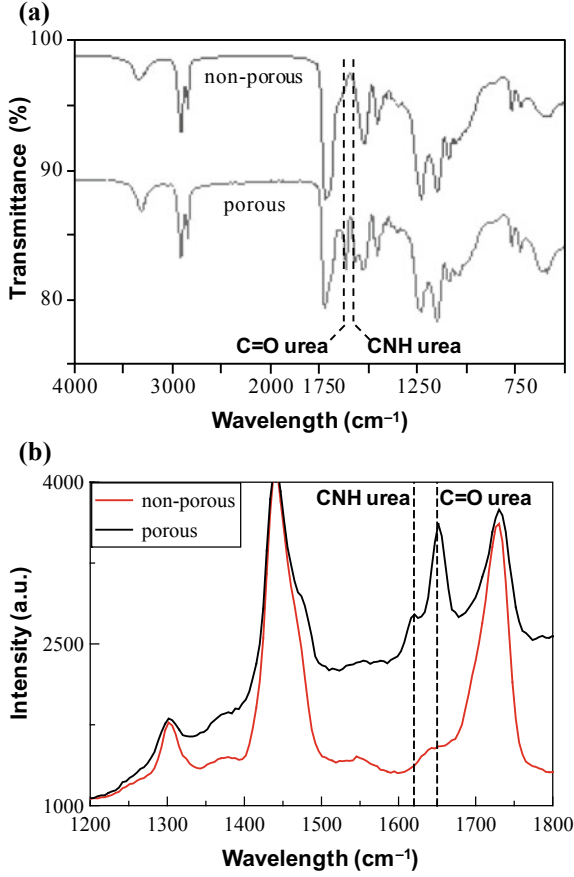 (a)
100
non-porous
90
porous
80
Transmittance (%)
C=O urea
CNH urea
4000 3000 2000 1750 1250 750
Wavelength (cm⁻¹)
(b)
4000
non-porous
porous
CNH urea
C=O urea
2500
Intensity (a.u.)
1000
1200 1300 1400 1500 1600 1700 1800
Wavelength (cm⁻¹)